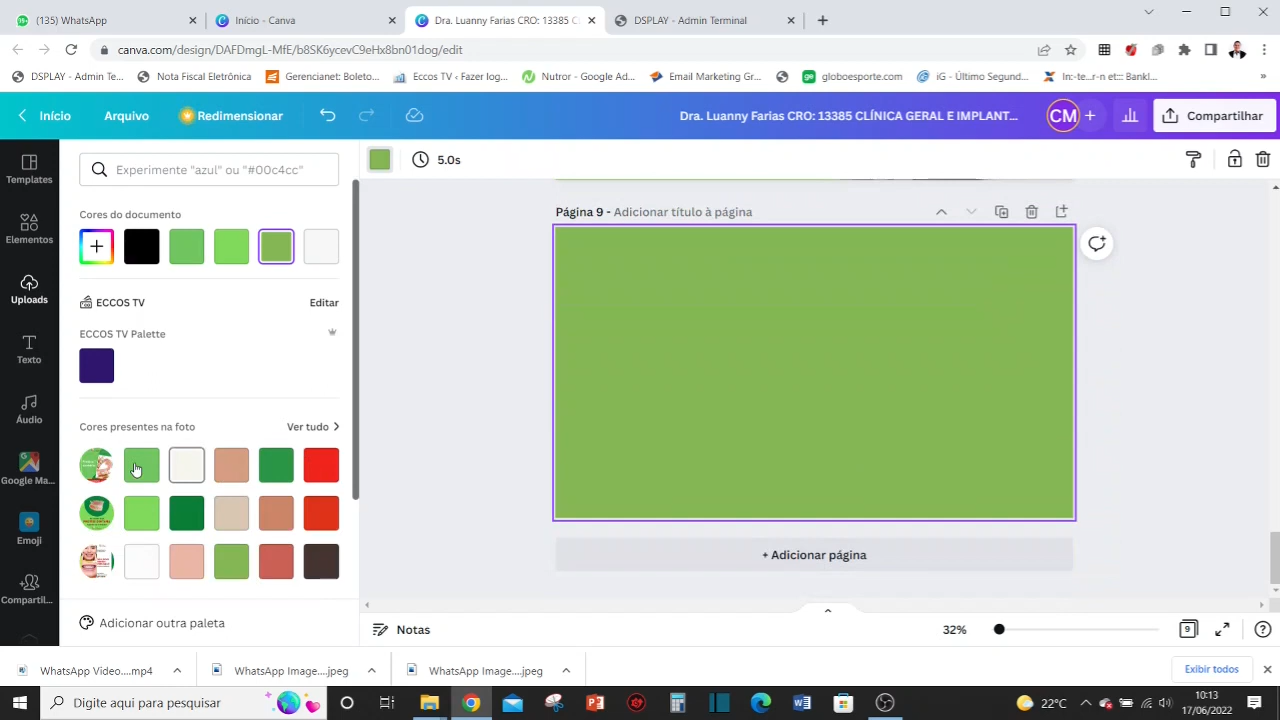 (135) WhatsApp
Início - Canva
Dra. Luanny Farias CRO: 13385 C
DSPLAY - Admin Terminal
canva.com/design/DAFDmgL-MfE/b8SK6ycevC9eHx8bn01dog/edit
DSPLAY - Admin Te...
Nota Fiscal Eletrônica
Gerencianet: Boleto...
Eccos TV ‹ Fazer log...
Nutror - Google Ad...
Email Marketing Gr...
globoesporte.com
iG - Último Segund...
»
Início
Arquivo
Redimensionar
Dra. Luanny Farias CRO: 13385 CLÍNICA GERAL E IMPLANT...
CM
Compartilhar
Experimente "azul" ou "#00c4cc"
5.0s
Templates
Elementos
Uploads
Texto
Áudio
Google Ma...
Emoji
Compartil...
Cores do documento
ECCOS TV
Editar
ECCOS TV Palette
Cores presentes na foto
Ver tudo
Adicionar outra paleta
Página 9 - Adicionar título à página
+ Adicionar página
Notas
32%
9
WhatsApp Video....mp4
WhatsApp Image....jpeg
WhatsApp Image....jpeg
Exibir todos
Digite aqui para pesquisar
22°C
10:13
17/06/2022